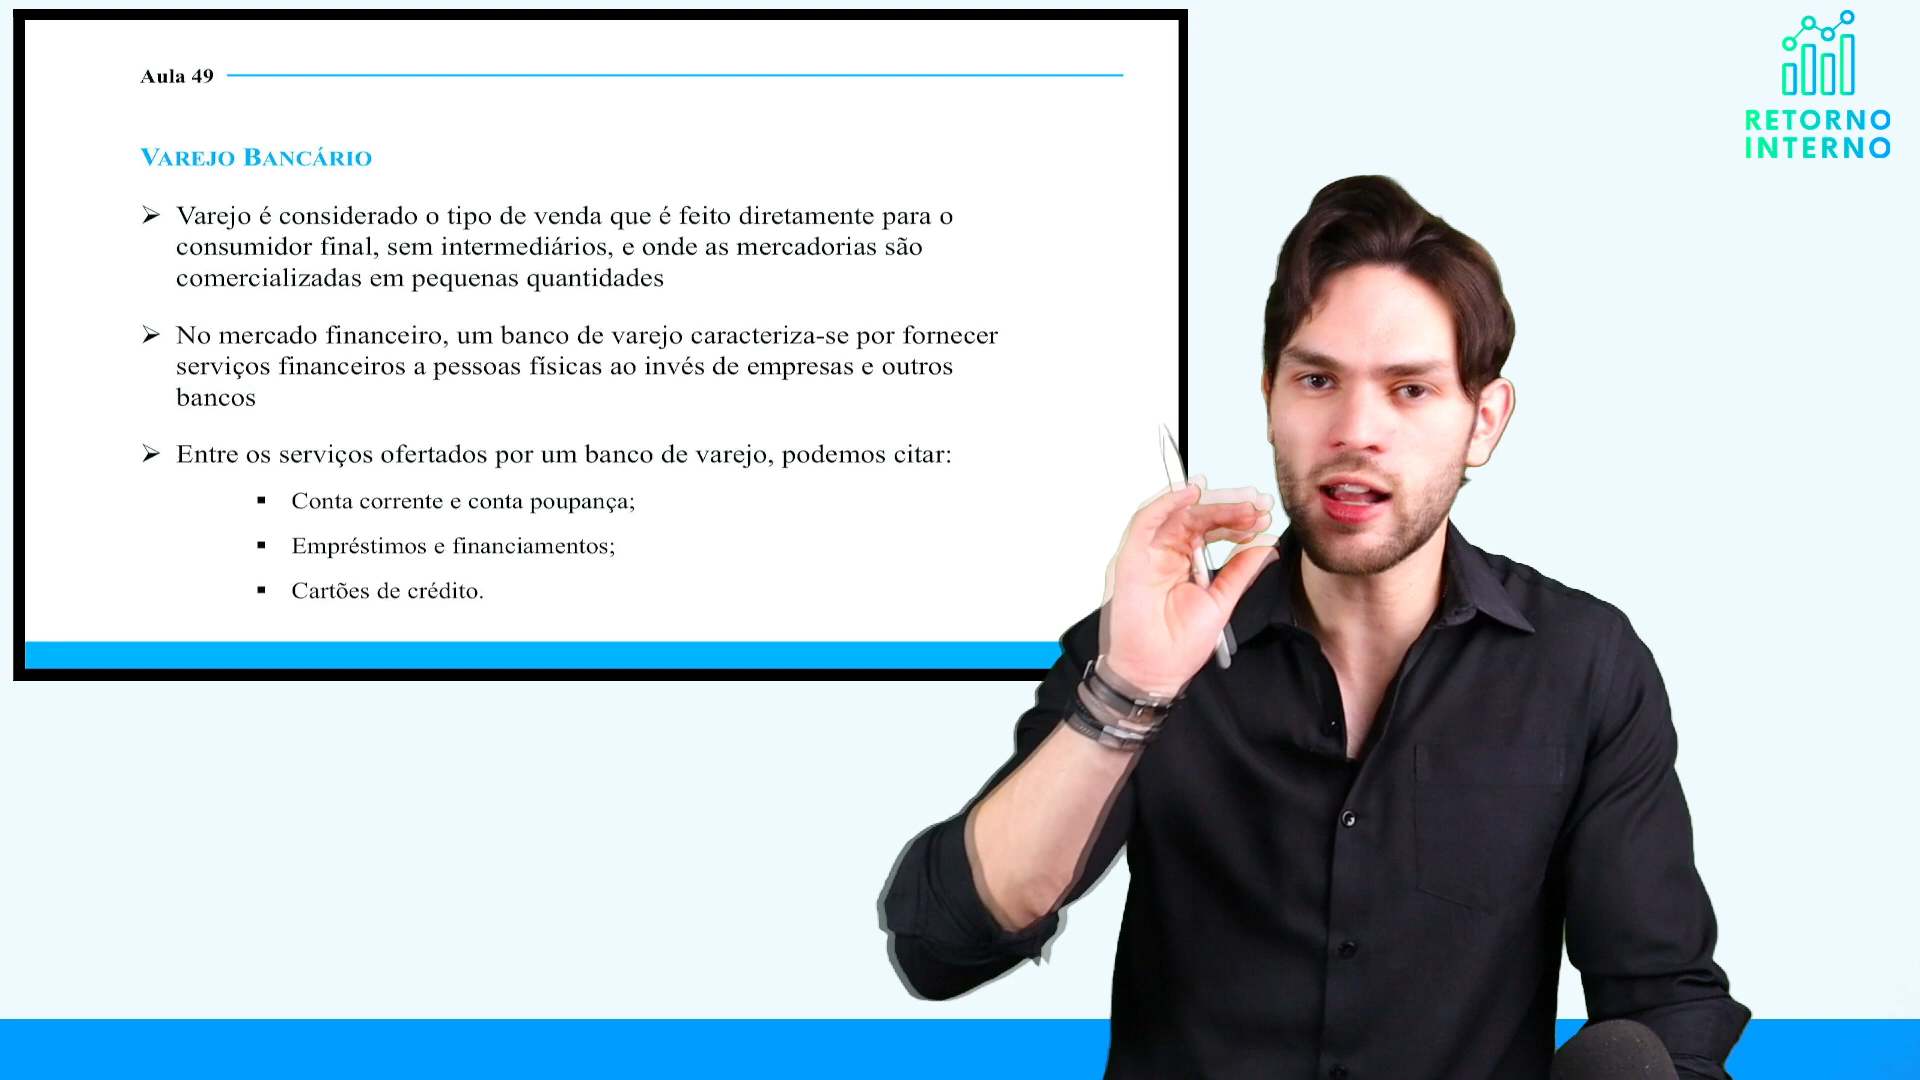 Aula 49
VAREJO BANCÁRIO
➢ Varejo é considerado o tipo de venda que é feito diretamente para o
consumidor final, sem intermediários, e onde as mercadorias são
comercializadas em pequenas quantidades
➢ No mercado financeiro, um banco de varejo caracteriza-se por fornecer
serviços financeiros a pessoas físicas ao invés de empresas e outros
bancos
➢ Entre os serviços ofertados por um banco de varejo, podemos citar:
▪ Conta corrente e conta poupança;
▪ Empréstimos e financiamentos;
▪ Cartões de crédito.
RETORNO
INTERNO